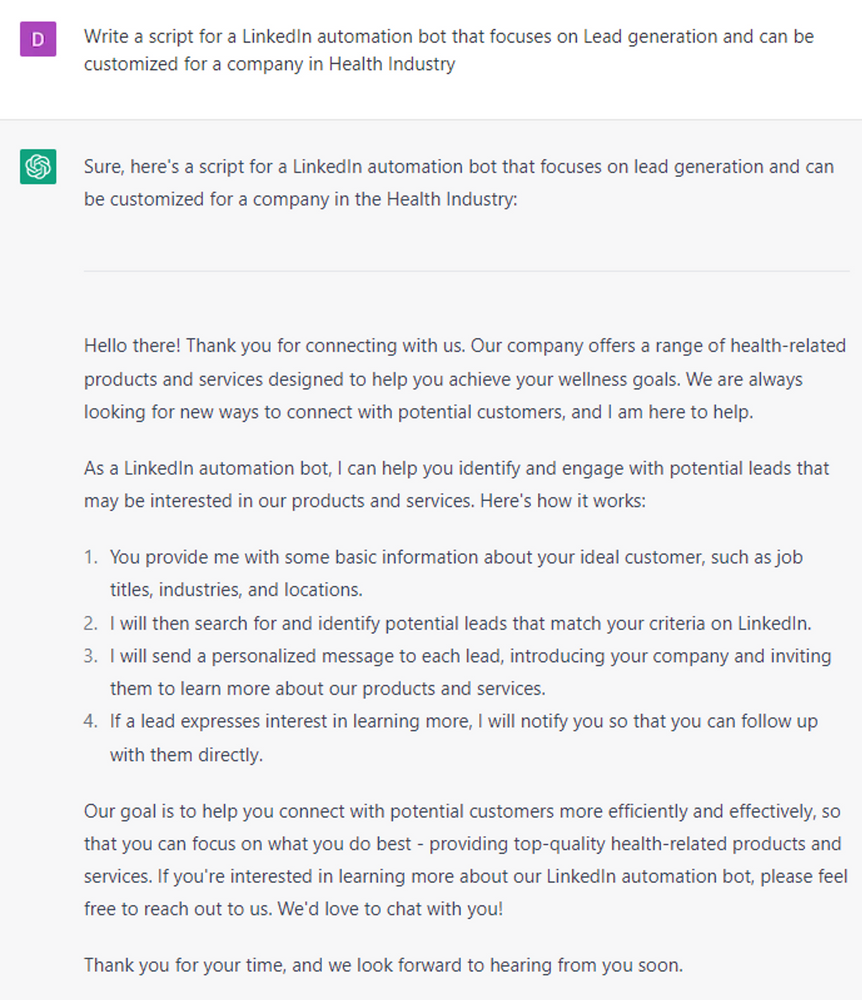 D
Write a script for a LinkedIn automation bot that focuses on Lead generation and can be
customized for a company in Health Industry
Sure, here's a script for a LinkedIn automation bot that focuses on lead generation and can
be customized for a company in the Health Industry:
Hello there! Thank you for connecting with us. Our company offers a range of health-related
products and services designed to help you achieve your wellness goals. We are always
looking for new ways to connect with potential customers, and I am here to help.
As a LinkedIn automation bot, I can help you identify and engage with potential leads that
may be interested in our products and services. Here's how it works:
1. You provide me with some basic information about your ideal customer, such as job
titles, industries, and locations.
2. I will then search for and identify potential leads that match your criteria on LinkedIn.
3. I will send a personalized message to each lead, introducing your company and inviting
them to learn more about our products and services.
4. If a lead expresses interest in learning more, I will notify you so that you can follow up
with them directly.
Our goal is to help you connect with potential customers more efficiently and effectively, so
that you can focus on what you do best - providing top-quality health-related products and
services. If you're interested in learning more about our LinkedIn automation bot, please feel
free to reach out to us. We'd love to chat with you!
Thank you for your time, and we look forward to hearing from you soon.